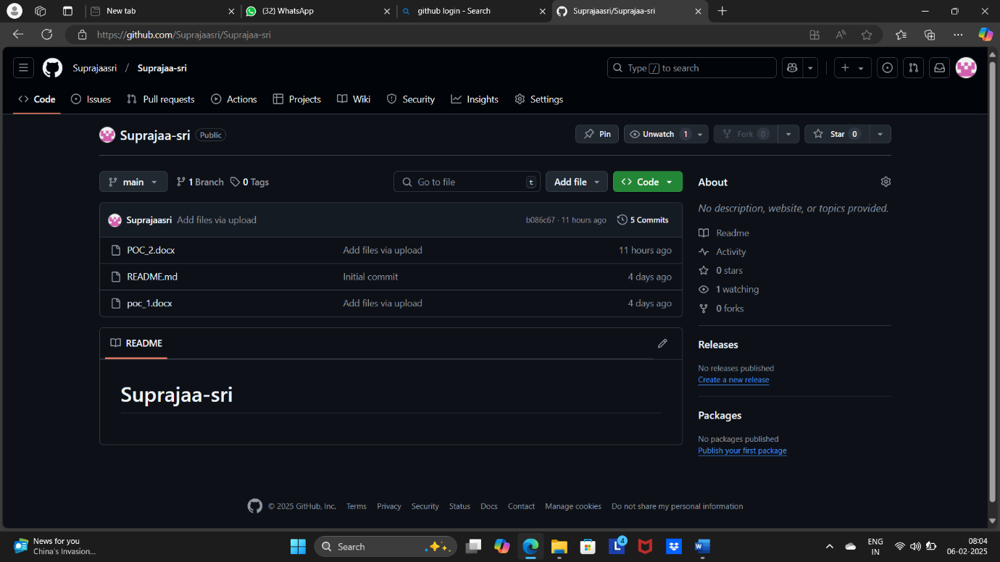 New tab
(32) WhatsApp
github login - Search
Suprajaasri/Suprajaa-sri
https://github.com/Suprajaasri/Suprajaa-sri
Suprajaasri / Suprajaa-sri
Type / to search
Code
Issues
Pull requests
Actions
Projects
Wiki
Security
Insights
Settings
Suprajaa-sri Public
Pin
Unwatch 1
Fork 0
Star 0
main
1 Branch
0 Tags
Go to file t
Add file
Code
Suprajaasri Add files via upload b086c67 · 11 hours ago 5 Commits
POC_2.docx Add files via upload 11 hours ago
README.md Initial commit 4 days ago
poc_1.docx Add files via upload 4 days ago
README
Suprajaa-sri
About
No description, website, or topics provided.
Readme
Activity
0 stars
1 watching
0 forks
Releases
No releases published
Create a new release
Packages
No packages published
Publish your first package
© 2025 GitHub, Inc. Terms Privacy Security Status Docs Contact Manage cookies Do not share my personal information
News for you
China's Invasion...
Search
L 4
W
ENG
IN
08:04
06-02-2025